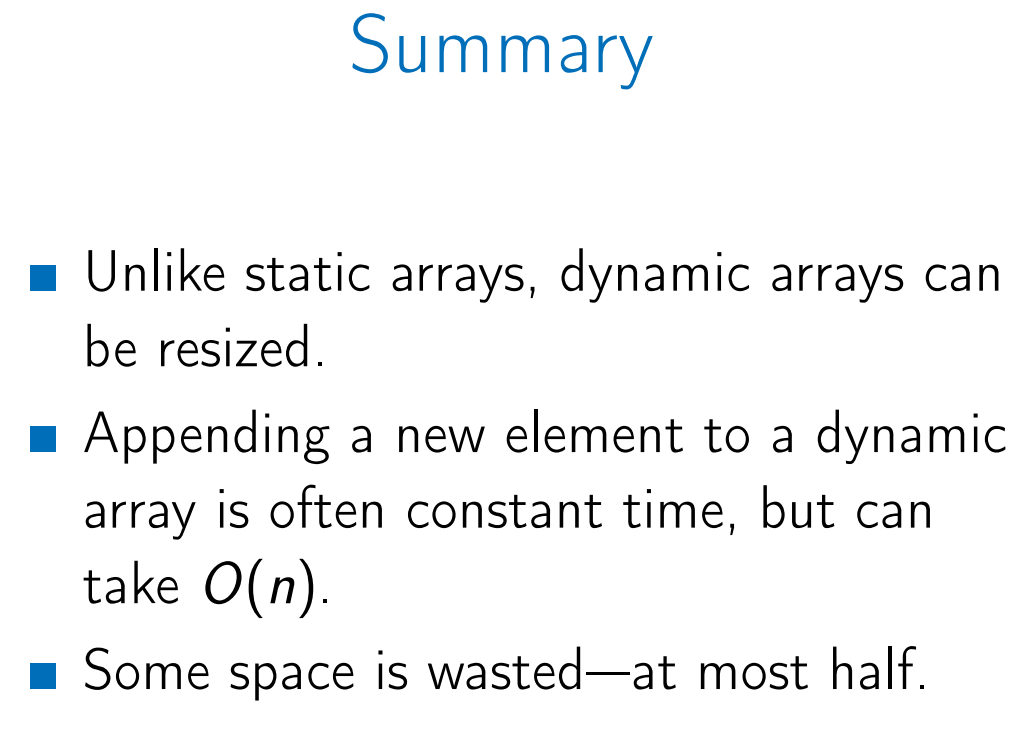 Summary
Unlike static arrays, dynamic arrays can
be resized.
Appending a new element to a dynamic
array is often constant time, but can
take O(n).
Some space is wasted—at most half.